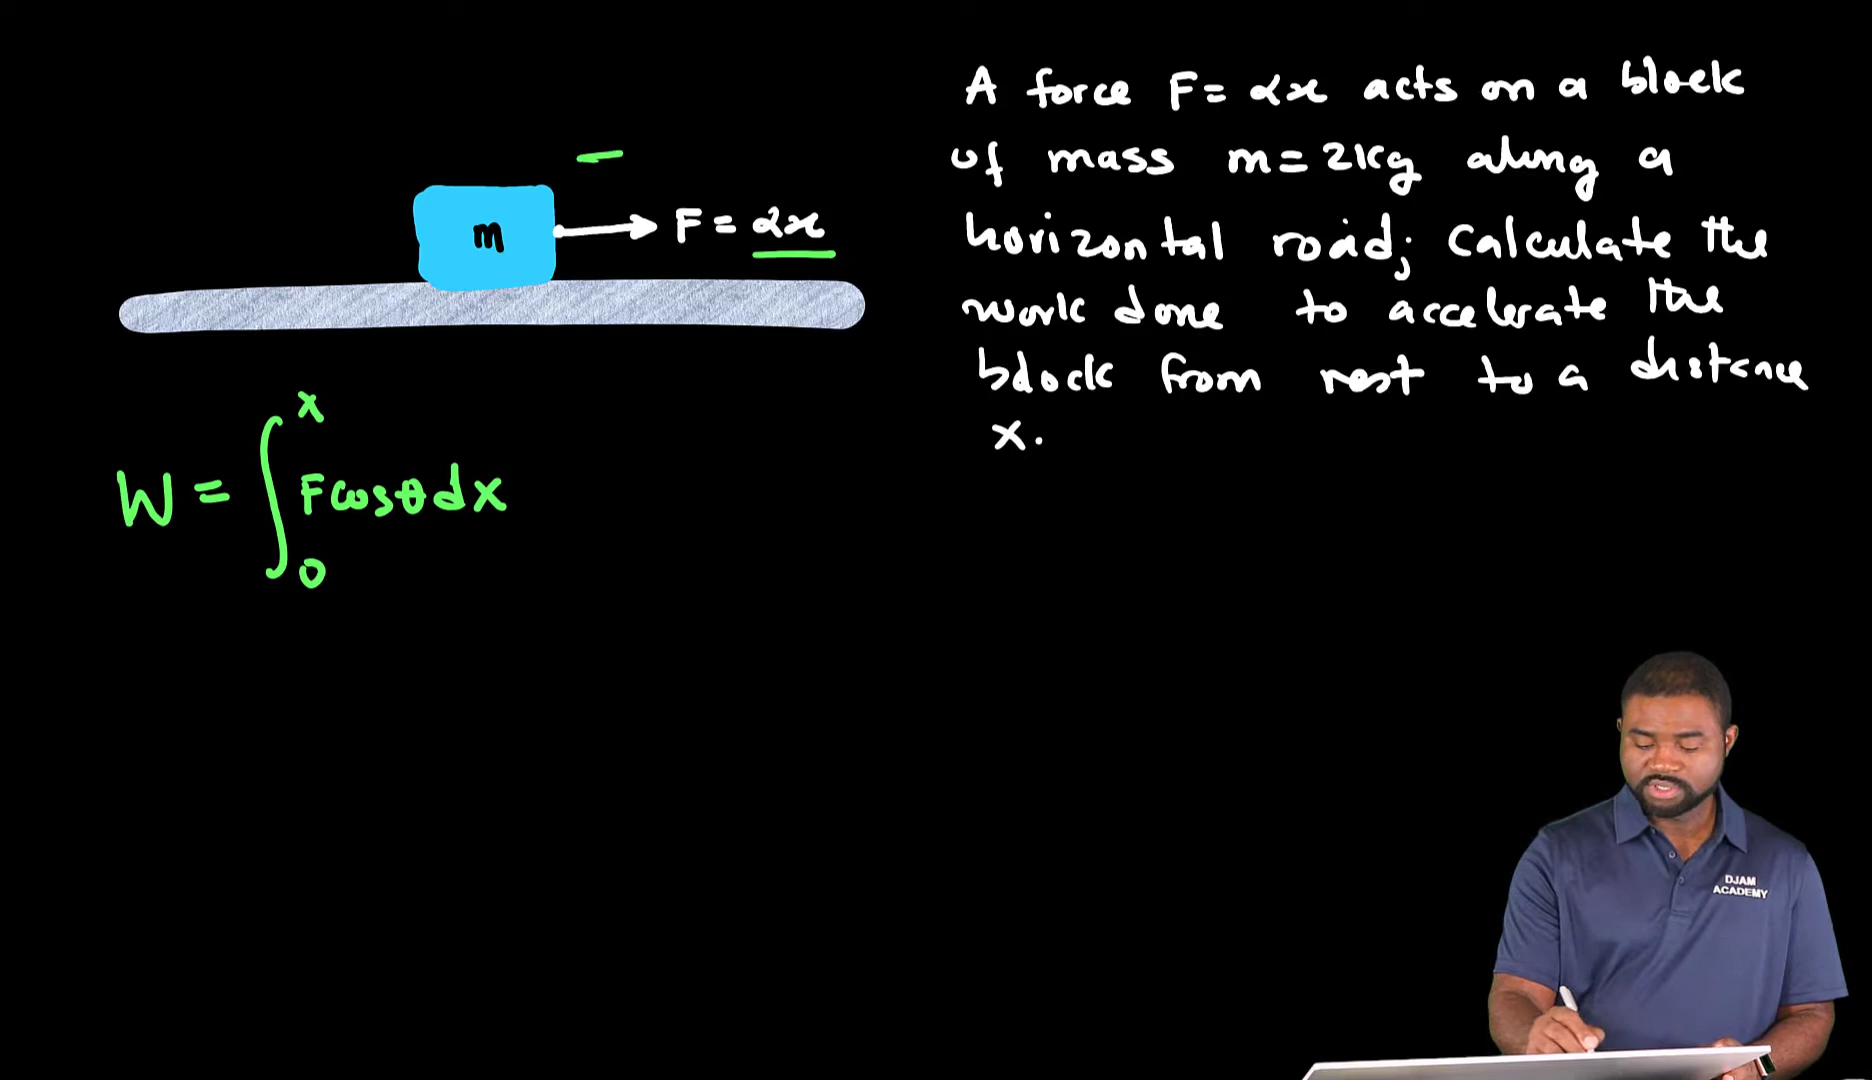 A force F = αx acts on a block
of mass m = 2kg along a
horizontal road; Calculate the
work done to accelerate the
block from rest to a distance
x.
m
F = αx
W = ∫₀ˣ Fcosθdx
DJAM
ACADEMY